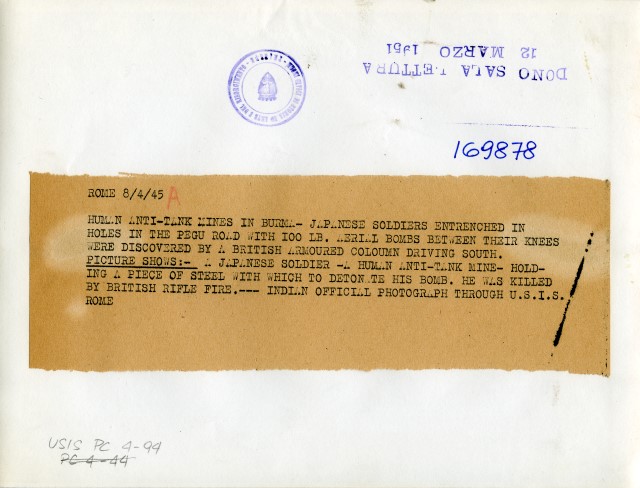 DONO SALA LETTURA
12 MARZO 1951
169878
ROME 8/4/45 A
HUMAN ANTI-TANK MINES IN BURMA- JAPANESE SOLDIERS ENTRENCHED IN
HOLES IN THE PEGU ROAD WITH 100 LB. AERIAL BOMBS BETWEEN THEIR KNEES
WERE DISCOVERED BY A BRITISH ARMOURED COLOUMN DRIVING SOUTH.
PICTURE SHOWS:- A JAPANESE SOLDIER -A HUMAN ANTI-TANK MINE- HOLD-
ING A PIECE OF STEEL WITH WHICH TO DETONATE HIS BOMB. HE WAS KILLED
BY BRITISH RIFLE FIRE.--- INDIAN OFFICIAL PHOTOGRAPH THROUGH U.S.I.S.
ROME
USIS PC 4-94
PC 4-44